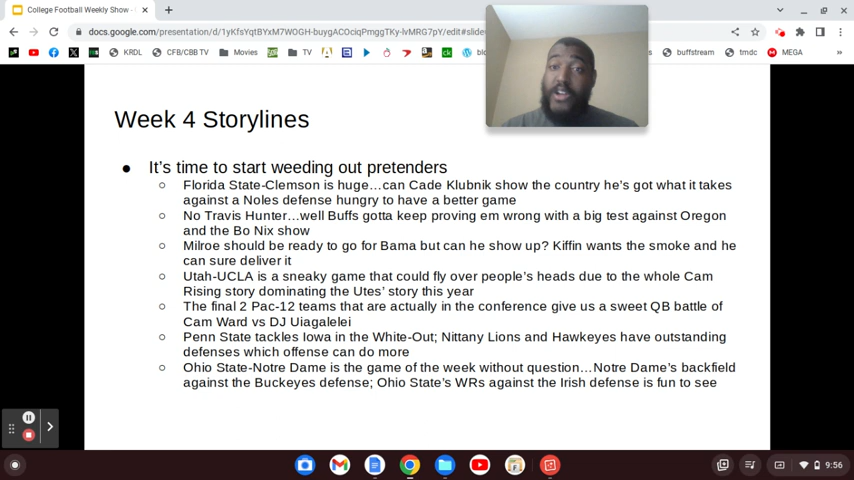 College Football Weekly Show -
docs.google.com/presentation/d/1yKfsYqtBYxM7WOGH-buygACOciqPmggTKy-lvMRG7pY/edit#slide
KRDL
CFB/CBB TV
Movies
TV
buffstream
tmdc
MEGA
Week 4 Storylines
● It's time to start weeding out pretenders
○ Florida State-Clemson is huge…can Cade Klubnik show the country he's got what it takes
against a Noles defense hungry to have a better game
○ No Travis Hunter…well Buffs gotta keep proving em wrong with a big test against Oregon
and the Bo Nix show
○ Milroe should be ready to go for Bama but can he show up? Kiffin wants the smoke and he
can sure deliver it
○ Utah-UCLA is a sneaky game that could fly over people's heads due to the whole Cam
Rising story dominating the Utes' story this year
○ The final 2 Pac-12 teams that are actually in the conference give us a sweet QB battle of
Cam Ward vs DJ Uiagalelei
○ Penn State tackles Iowa in the White-Out; Nittany Lions and Hawkeyes have outstanding
defenses which offense can do more
○ Ohio State-Notre Dame is the game of the week without question…Notre Dame's backfield
against the Buckeyes defense; Ohio State's WRs against the Irish defense is fun to see
9:56